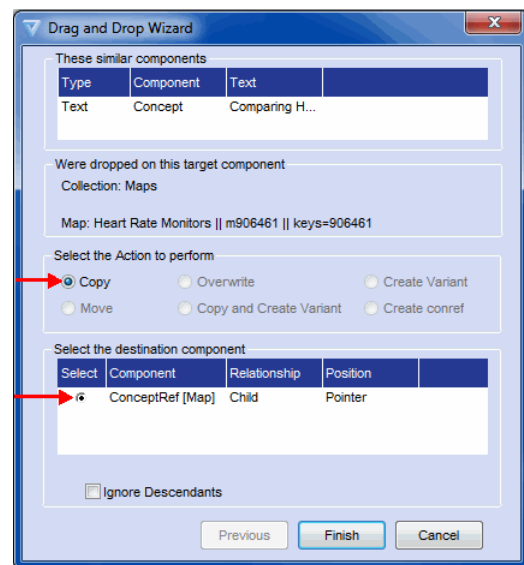 Drag and Drop Wizard
These similar components
Type Component Text
Text Concept Comparing H...
Were dropped on this target component
Collection: Maps
Map: Heart Rate Monitors || m906461 || keys=906461
Select the Action to perform
Copy Overwrite Create Variant
Move Copy and Create Variant Create conref
Select the destination component
Select Component Relationship Position
ConceptRef [Map] Child Pointer
Ignore Descendants
Previous Finish Cancel